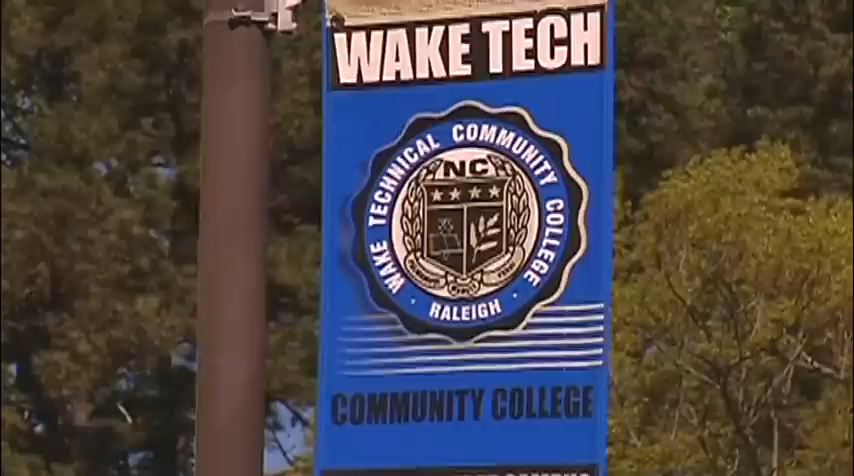 WAKE TECH
WAKE TECHNICAL COMMUNITY COLLEGE
NC
· RALEIGH ·
COMMUNITY COLLEGE